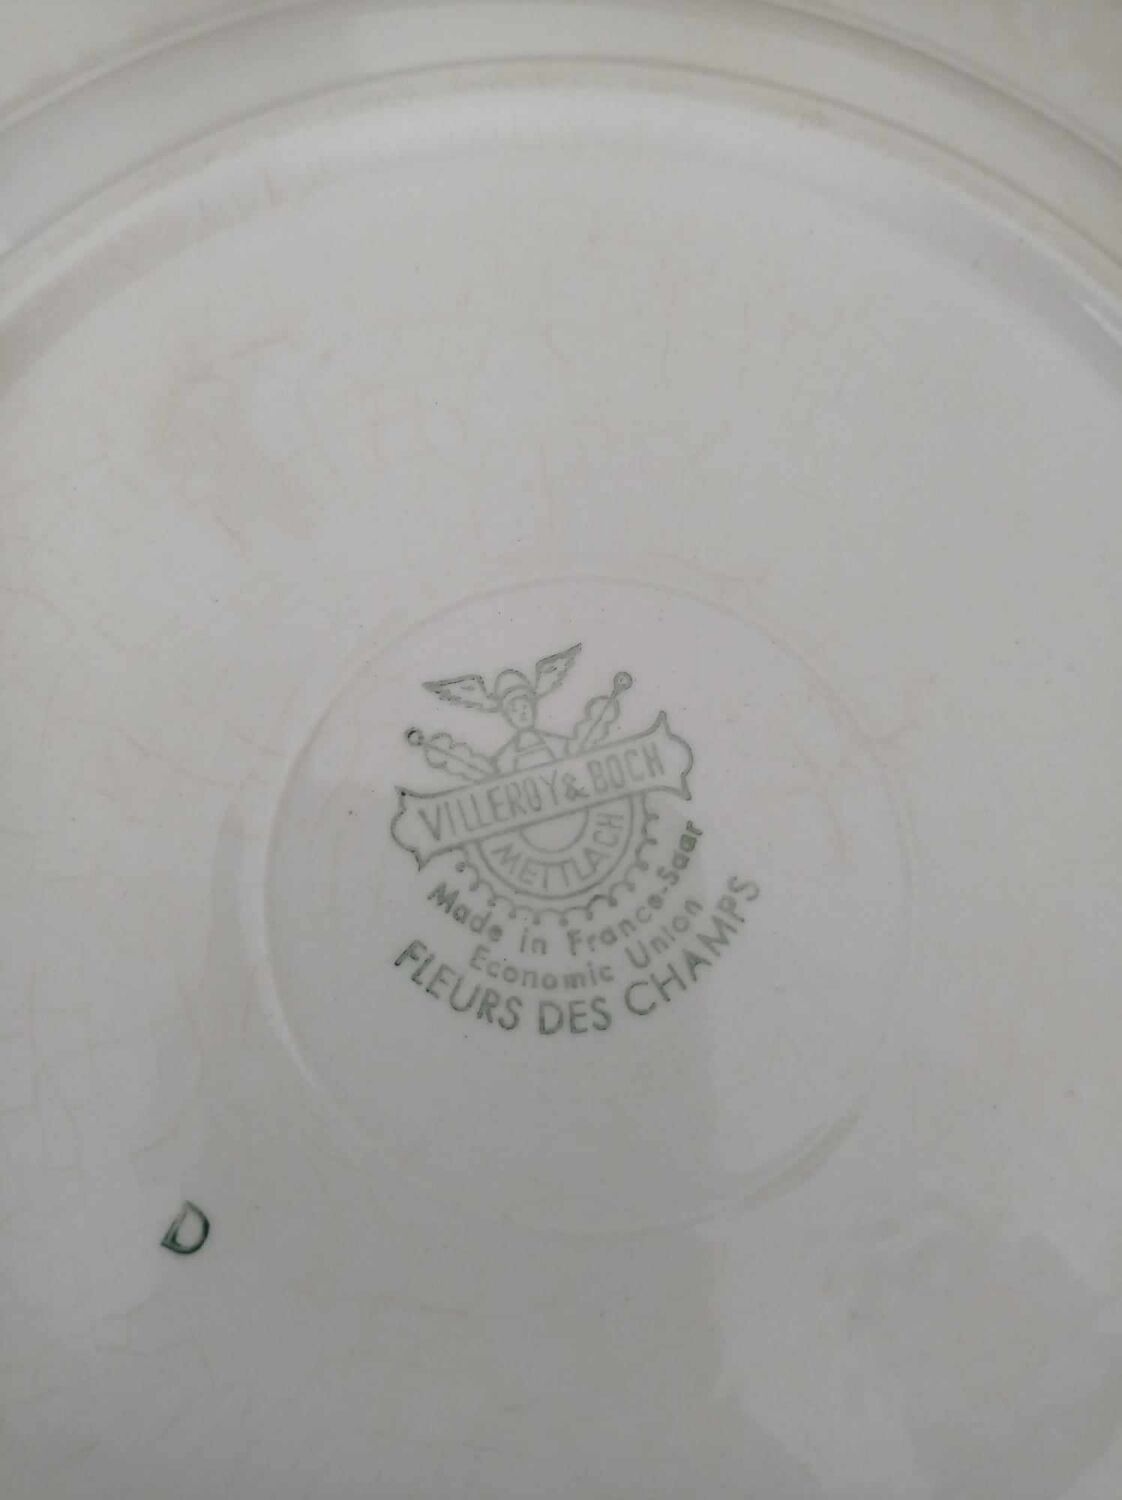 VILLEROY & BOCH
METTLACH
Made in France-Saar
Economic Union
FLEURS DES CHAMPS
D